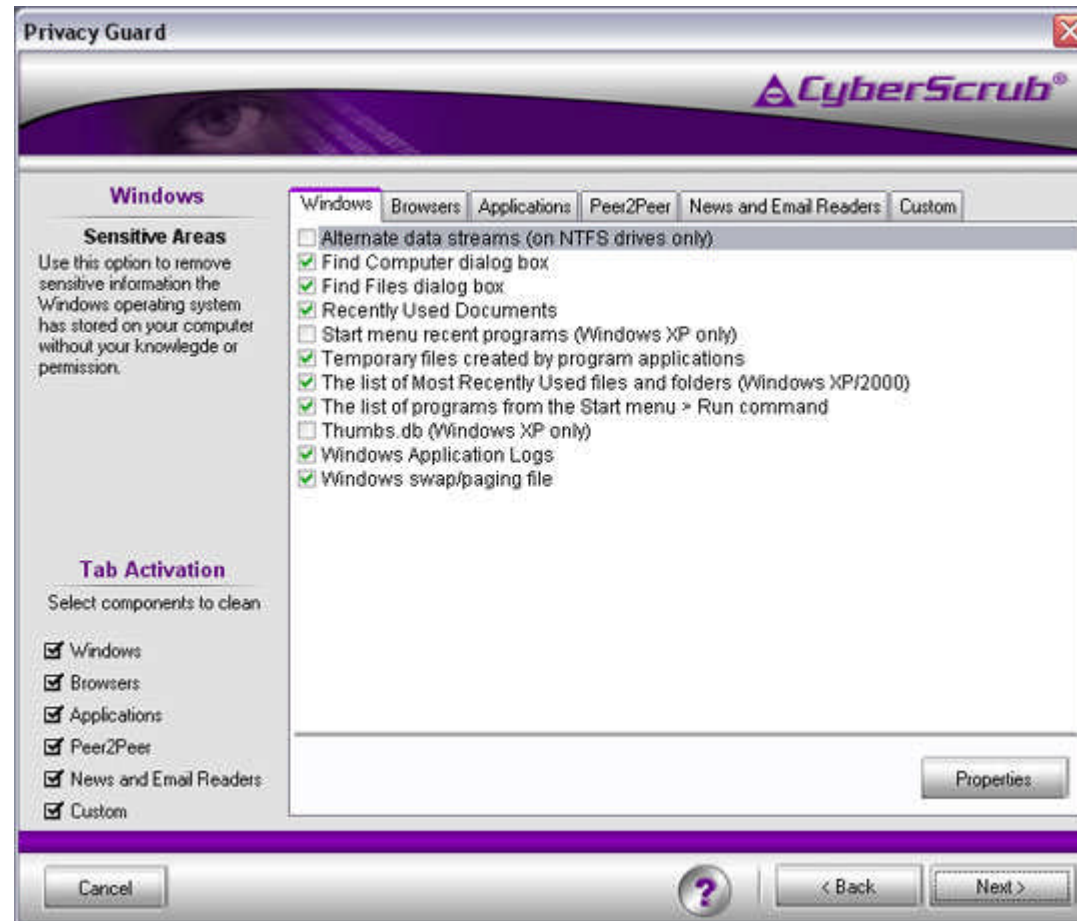 Privacy Guard
CyberScrub®
Windows
Sensitive Areas
Use this option to remove
sensitive information the
Windows operating system
has stored on your computer
without your knowlegde or
permission.
Tab Activation
Select components to clean
Windows
Browsers
Applications
Peer2Peer
News and Email Readers
Custom
Windows Browsers Applications Peer2Peer News and Email Readers Custom
Alternate data streams (on NTFS drives only)
Find Computer dialog box
Find Files dialog box
Recently Used Documents
Start menu recent programs (Windows XP only)
Temporary files created by program applications
The list of Most Recently Used files and folders (Windows XP/2000)
The list of programs from the Start menu > Run command
Thumbs.db (Windows XP only)
Windows Application Logs
Windows swap/paging file
Properties
Cancel ? < Back Next >